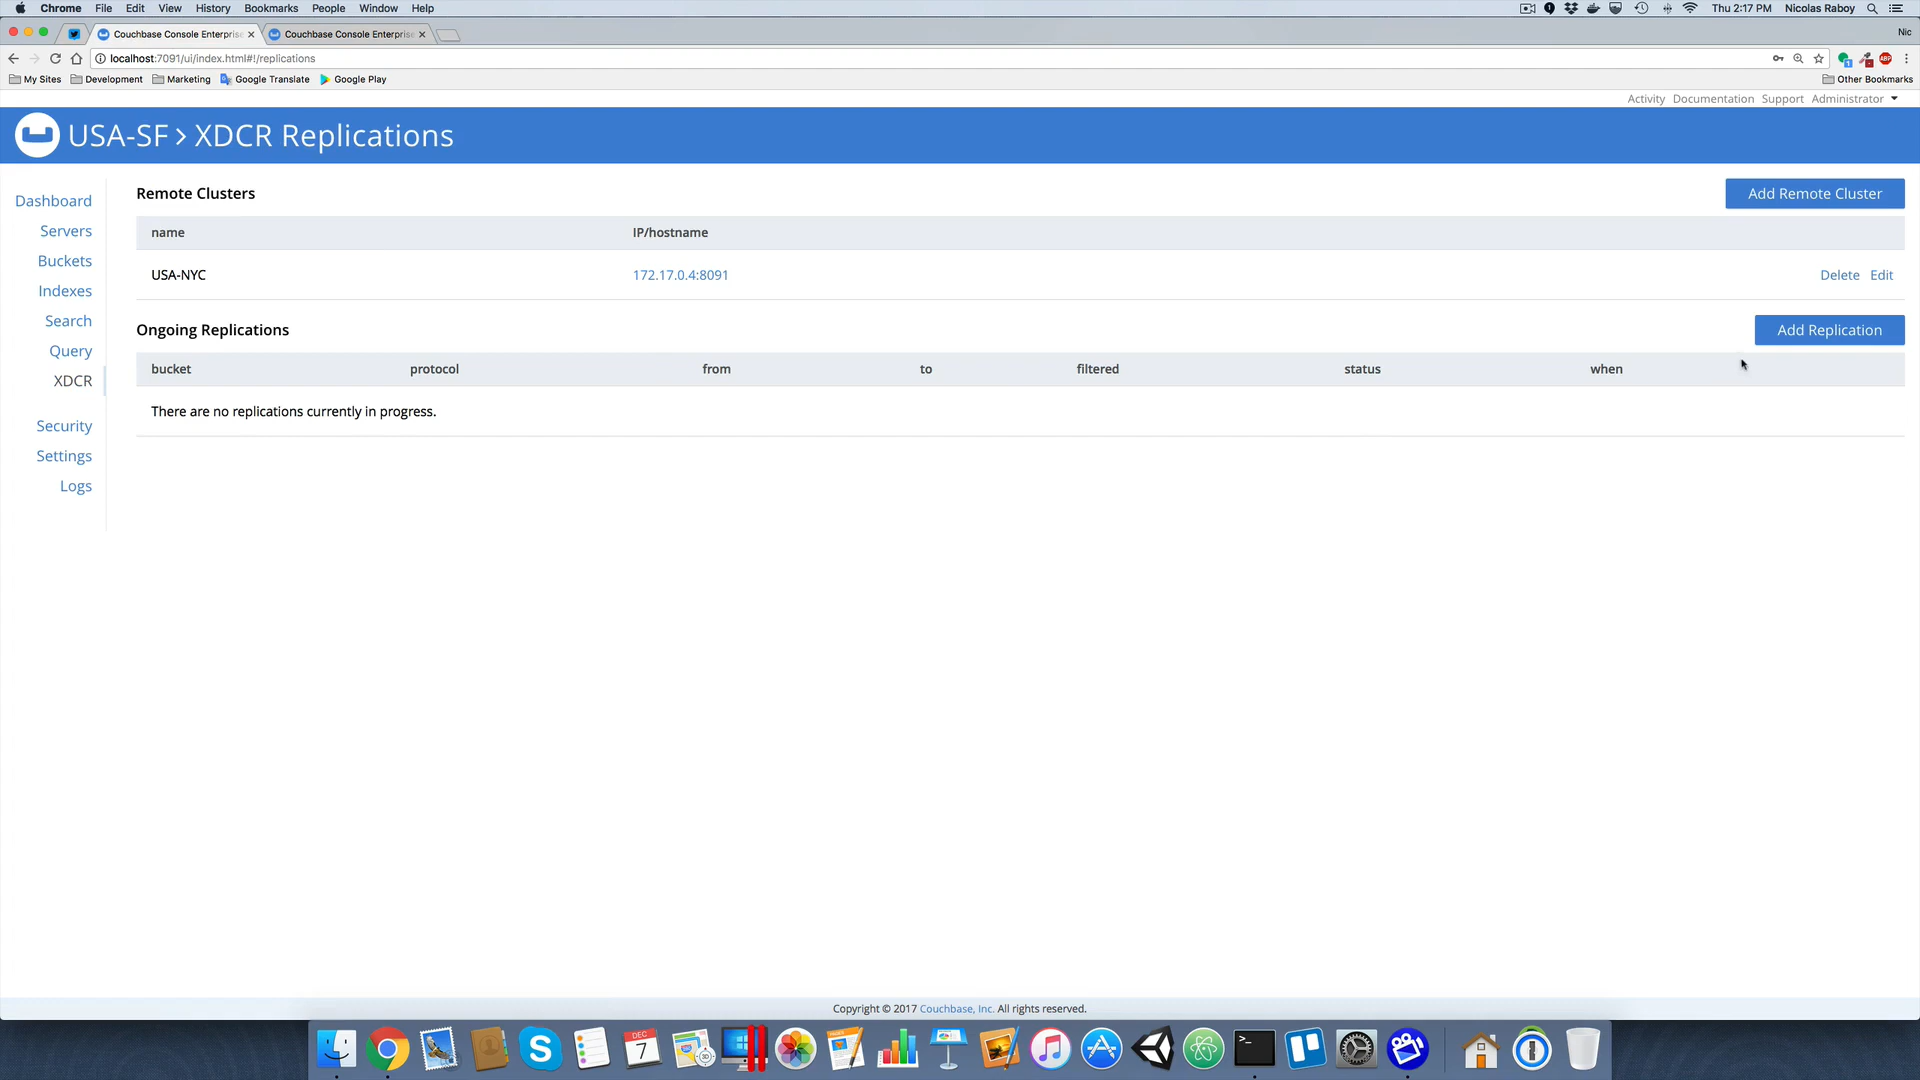 Chrome File Edit View History Bookmarks People Window Help
Thu 2:17 PM Nicolas Raboy
Couchbase Console Enterpris
Couchbase Console Enterpris
Nic
localhost:7091/ui/index.html#!/replications
ABP
My Sites Development Marketing Google Translate Google Play
Other Bookmarks
Activity Documentation Support Administrator
USA-SF > XDCR Replications
Dashboard
Servers
Buckets
Indexes
Search
Query
XDCR
Security
Settings
Logs
Remote Clusters
Add Remote Cluster
name IP/hostname
USA-NYC 172.17.0.4:8091 Delete Edit
Ongoing Replications
Add Replication
bucket protocol from to filtered status when
There are no replications currently in progress.
Copyright © 2017 Couchbase, Inc. All rights reserved.
DEC
7